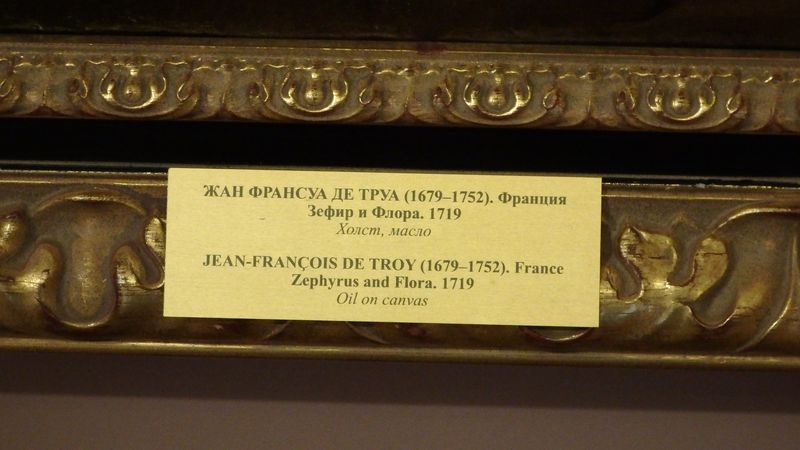 ЖАН ФРАНСУА ДЕ ТРУА (1679–1752). Франция
Зефир и Флора. 1719
Холст, масло
JEAN-FRANÇOIS DE TROY (1679–1752). France
Zephyrus and Flora. 1719
Oil on canvas